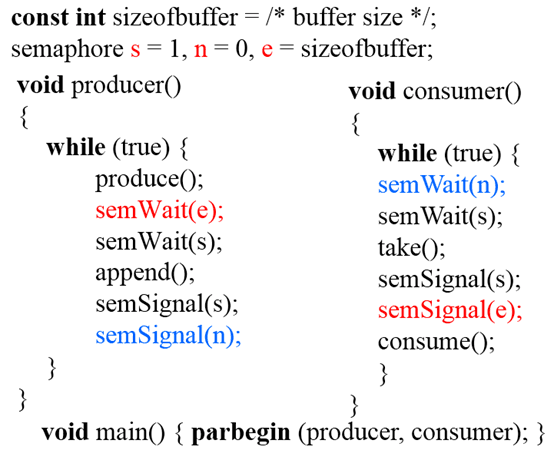 const int sizeofbuffer = /* buffer size */;
semaphore s = 1, n = 0, e = sizeofbuffer;
void producer()
{
while (true) {
produce();
semWait(e);
semWait(s);
append();
semSignal(s);
semSignal(n);
}
}
void consumer()
{
while (true) {
semWait(n);
semWait(s);
take();
semSignal(s);
semSignal(e);
consume();
}
}
void main() { parbegin (producer, consumer); }